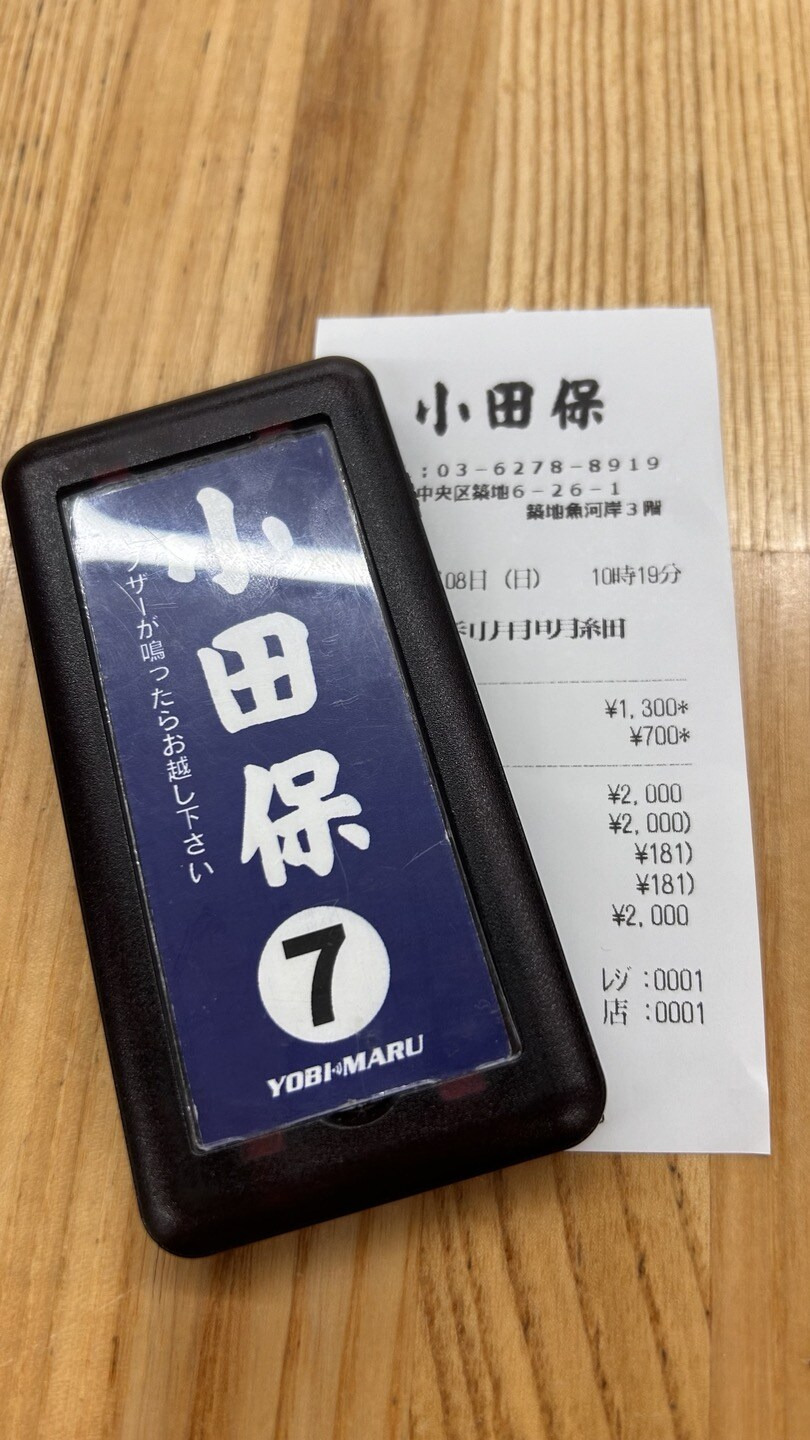 小田保
ブザーが鳴ったらお越し下さい
7
YOBI-MARU
小田保
:03-6278-8919
中央区築地6-26-1
築地魚河岸3階
08日(日) 10時19分
¥1,300*
¥700*
¥2,000
¥2,000)
¥181)
¥181)
¥2,000
レジ:0001
店:0001